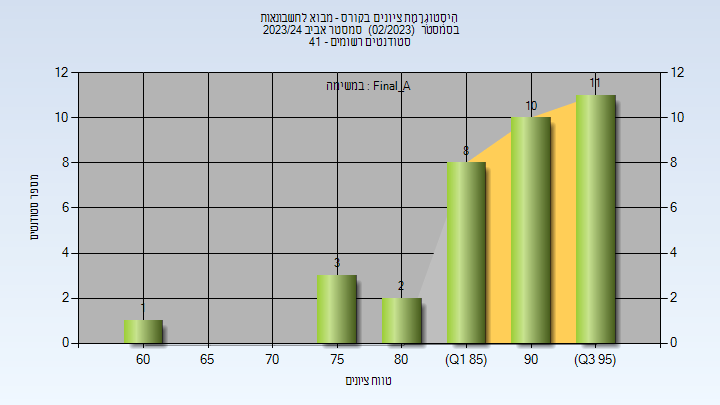 היסטוגרמת ציונים בקורס - מבוא לחשבונאות
בסמסטר (02/2023) סמסטר אביב 2023/24
סטודנטים רשומים - 41
במשימה : Final_A
12 12
10 10
8 8
6 6
4 4
2 2
0 0
1 3 2 8 10 11
60 65 70 75 80 (Q1 85) 90 (Q3 95)
מספר סטודנטים
טווח ציונים